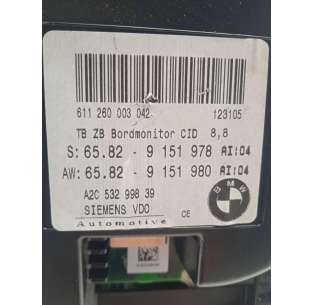 611 260 003 042 123105
TB ZB Bordmonitor CID 8,8
S: 65.82 - 9 151 978 AI:04
AW: 65.82 - 9 151 980 AI:04
A2C 532 998 39
SIEMENS VDO CE
Automotive
BMW